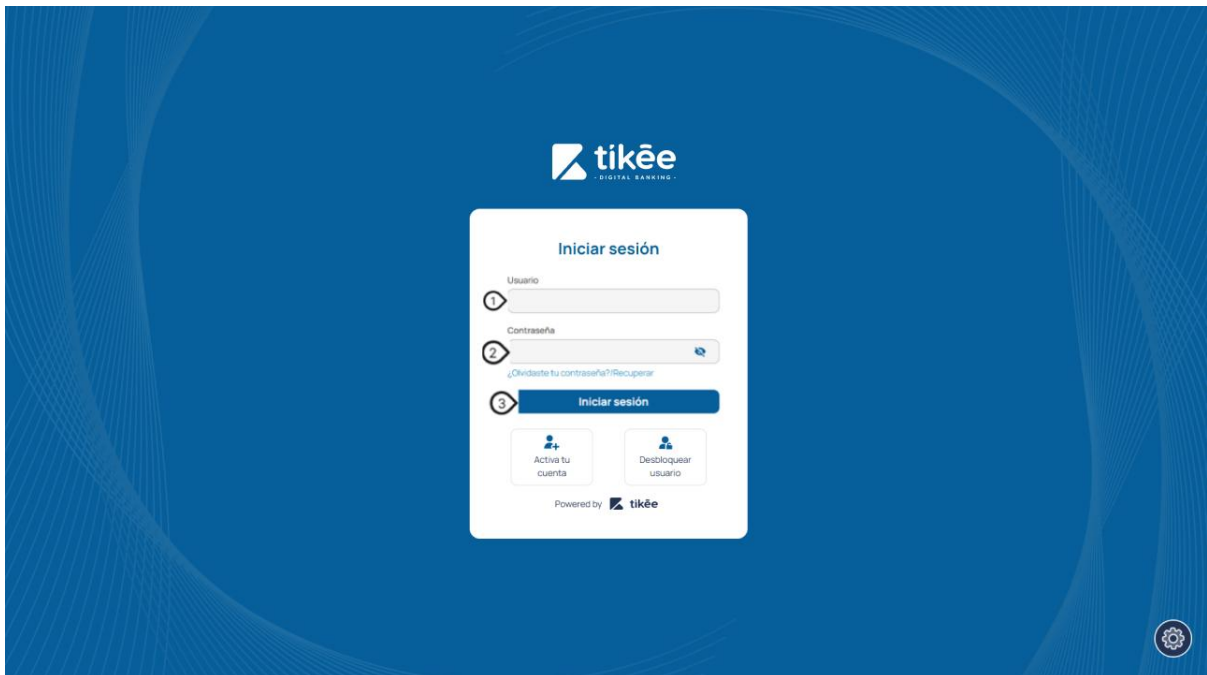 tikēe
- DIGITAL BANKING -
Iniciar sesión
Usuario
1
Contraseña
2
¿Olvidaste tu contraseña?/Recuperar
3 Iniciar sesión
Activa tu
cuenta
Desbloquear
usuario
Powered by tikēe